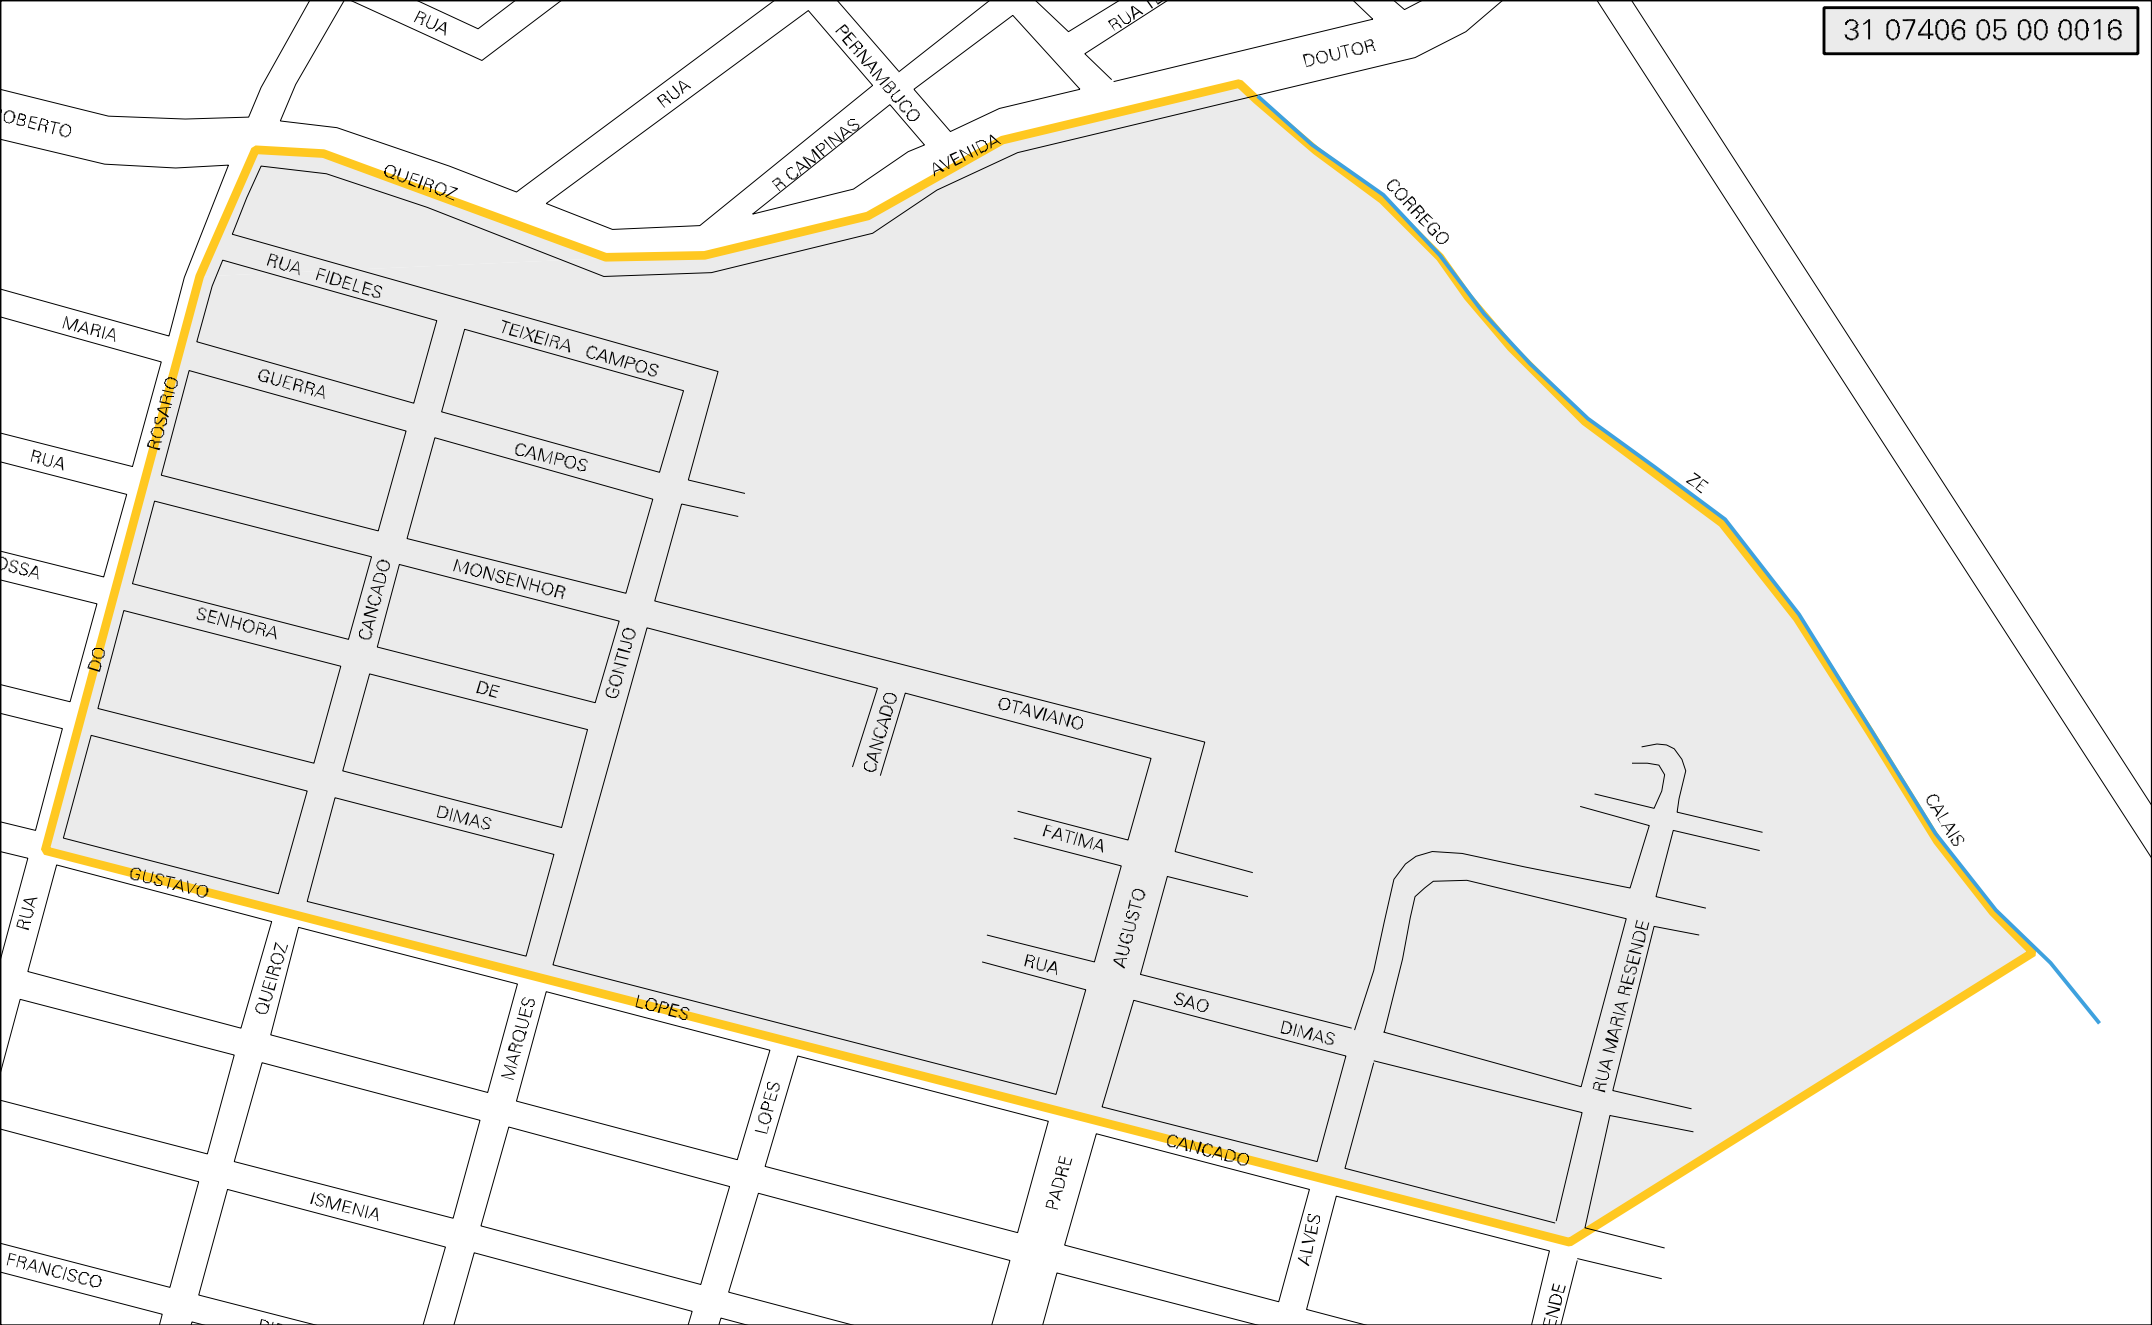 31 07406 05 00 0016
RUA
PERNAMBUCO
DOUTOR
RUA
OBERTO
R CAMPINAS
AVENIDA
QUEIROZ
CORREGO
RUA FIDELES
TEIXEIRA CAMPOS
MARIA
GUERRA
ROSARIO
CAMPOS
RUA
ZE
OSSA
MONSENHOR
CANCADO
SENHORA
GONTIJO
DO
DE
OTAVIANO
CANCADO
DIMAS
FATIMA
CALAIS
GUSTAVO
RUA
AUGUSTO
RUA
QUEIROZ
LOPES
SAO
DIMAS
RUA MARIA RESENDE
MARQUES
LOPES
CANCADO
PADRE
ISMENIA
ALVES
FRANCISCO
ENDE